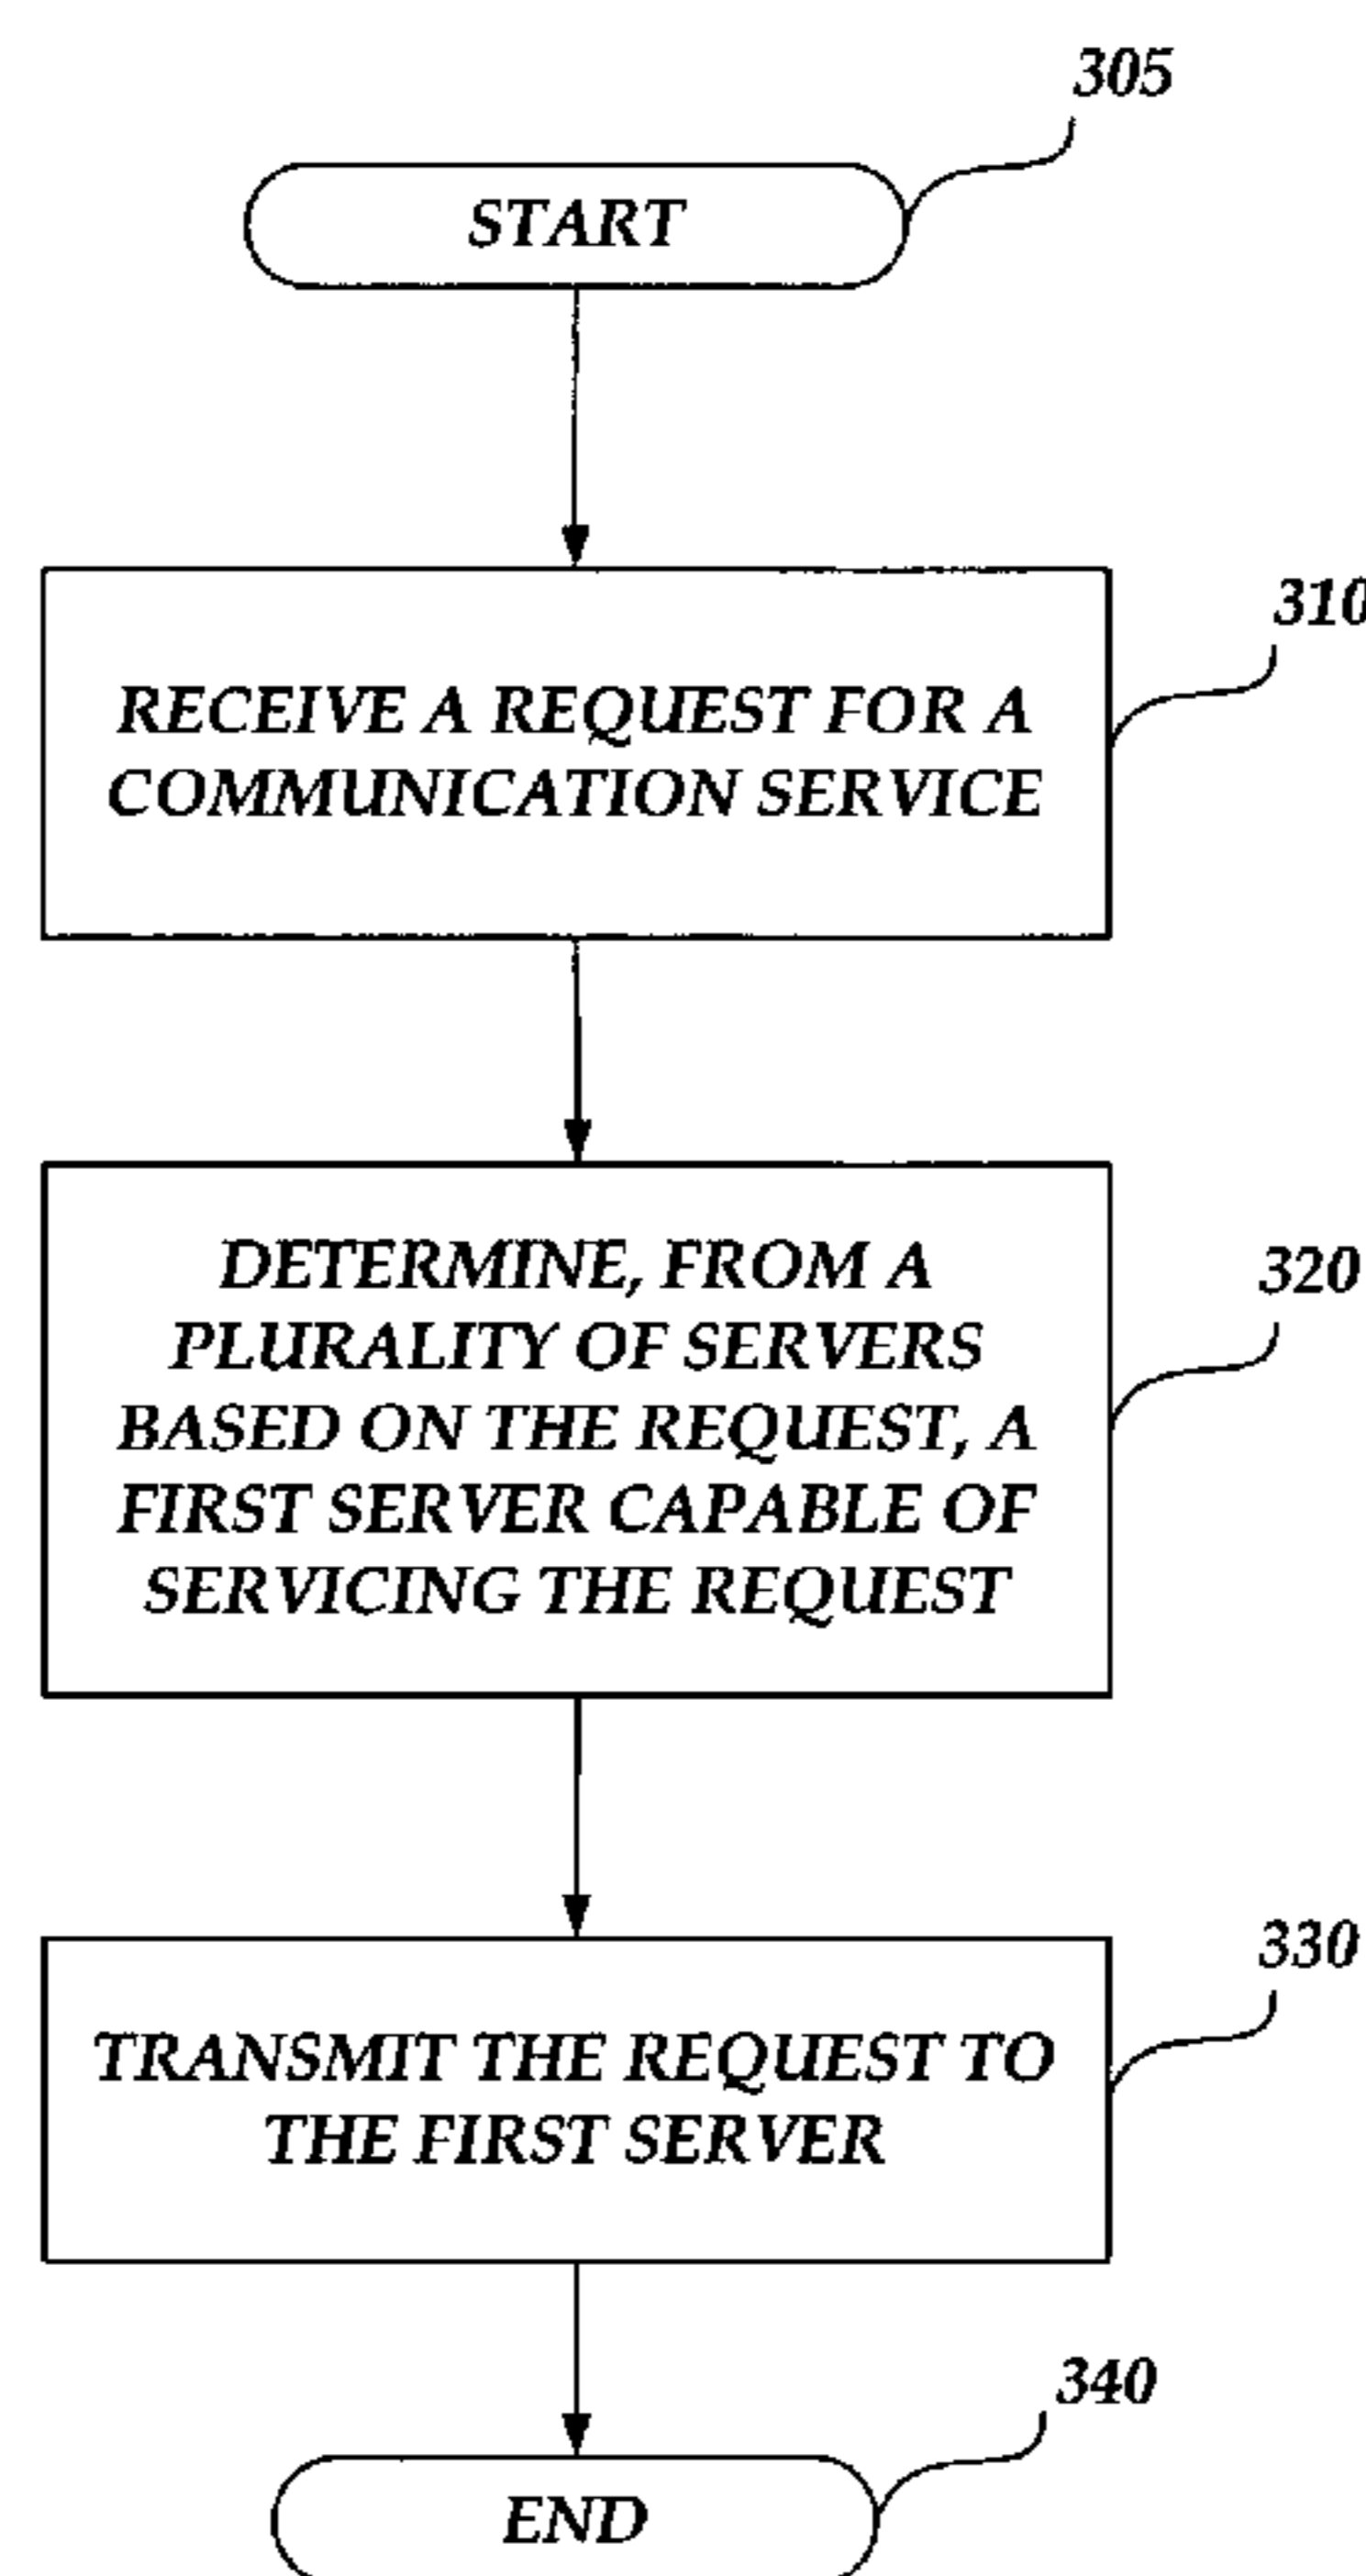 305
START
310
RECEIVE A REQUEST FOR A
COMMUNICATION SERVICE
320
DETERMINE, FROM A
PLURALITY OF SERVERS
BASED ON THE REQUEST, A
FIRST SERVER CAPABLE OF
SERVICING THE REQUEST
330
TRANSMIT THE REQUEST TO
THE FIRST SERVER
340
END